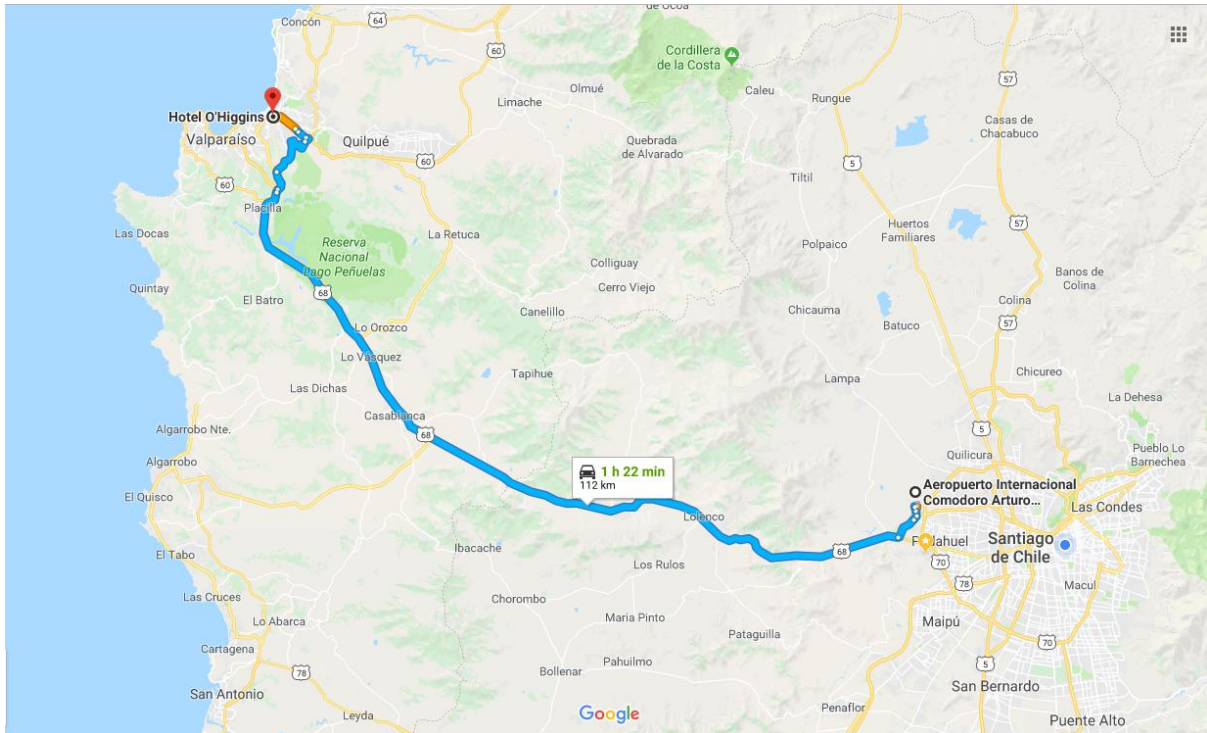 de Ocoa
Concón
64
60
57
Cordillera
de la Costa
Olmué
Limache
Caleu
Rungue
Casas de
Chacabuco
Hotel O'Higgins
Valparaíso
Quilpué
60
Quebrada
de Alvarado
5
Tiltil
60
Placilla
57
Las Docas
La Retuca
Huertos
Familiares
Polpaico
Reserva
Nacional
Lago Peñuelas
Colliguay
Cerro Viejo
Quintay
El Batro
68
Banos de
Colina
Colina
Canelillo
Chicauma
Batuco
57
Lo Orozco
Lo Vásquez
Tapihue
Las Dichas
Lampa
Chicureo
La Dehesa
Casablanca
68
Algarrobo Nte.
5
Algarrobo
Quilicura
Pueblo Lo
Barnechea
1 h 22 min
112 km
El Quisco
Aeropuerto Internacional
Comodoro Arturo...
Las Condes
Lolenco
Ibacache
El Tabo
68
Pudahuel
Santiago
de Chile
70
Los Rulos
78
Macul
Las Cruces
Chorombo
Lo Abarca
Maria Pinto
Maipú
Pataguilla
70
Cartagena
78
Bollenar
Pahuilmo
5
San Bernardo
San Antonio
Leyda
Google
Penaflor
Puente Alto